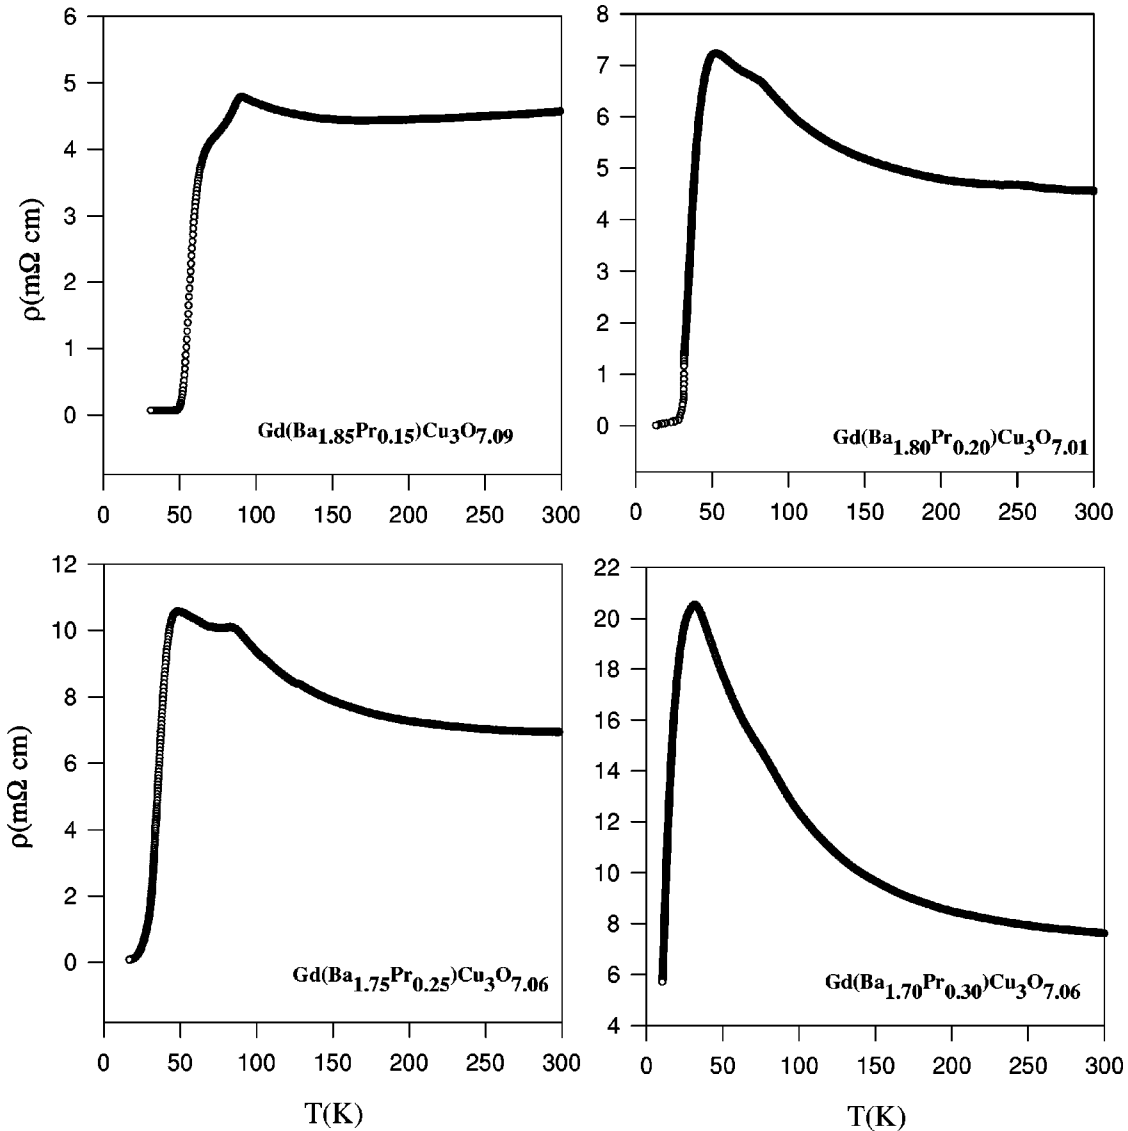 6
5
4
3
2
1
0
ρ(mΩ cm)
Gd(Ba1.85Pr0.15)Cu3O7.09
0 50 100 150 200 250 300
8
7
6
5
4
3
2
1
0
Gd(Ba1.80Pr0.20)Cu3O7.01
0 50 100 150 200 250 300
12
10
8
6
4
2
0
ρ(mΩ cm)
Gd(Ba1.75Pr0.25)Cu3O7.06
0 50 100 150 200 250 300
T(K)
22
20
18
16
14
12
10
8
6
4
Gd(Ba1.70Pr0.30)Cu3O7.06
0 50 100 150 200 250 300
T(K)